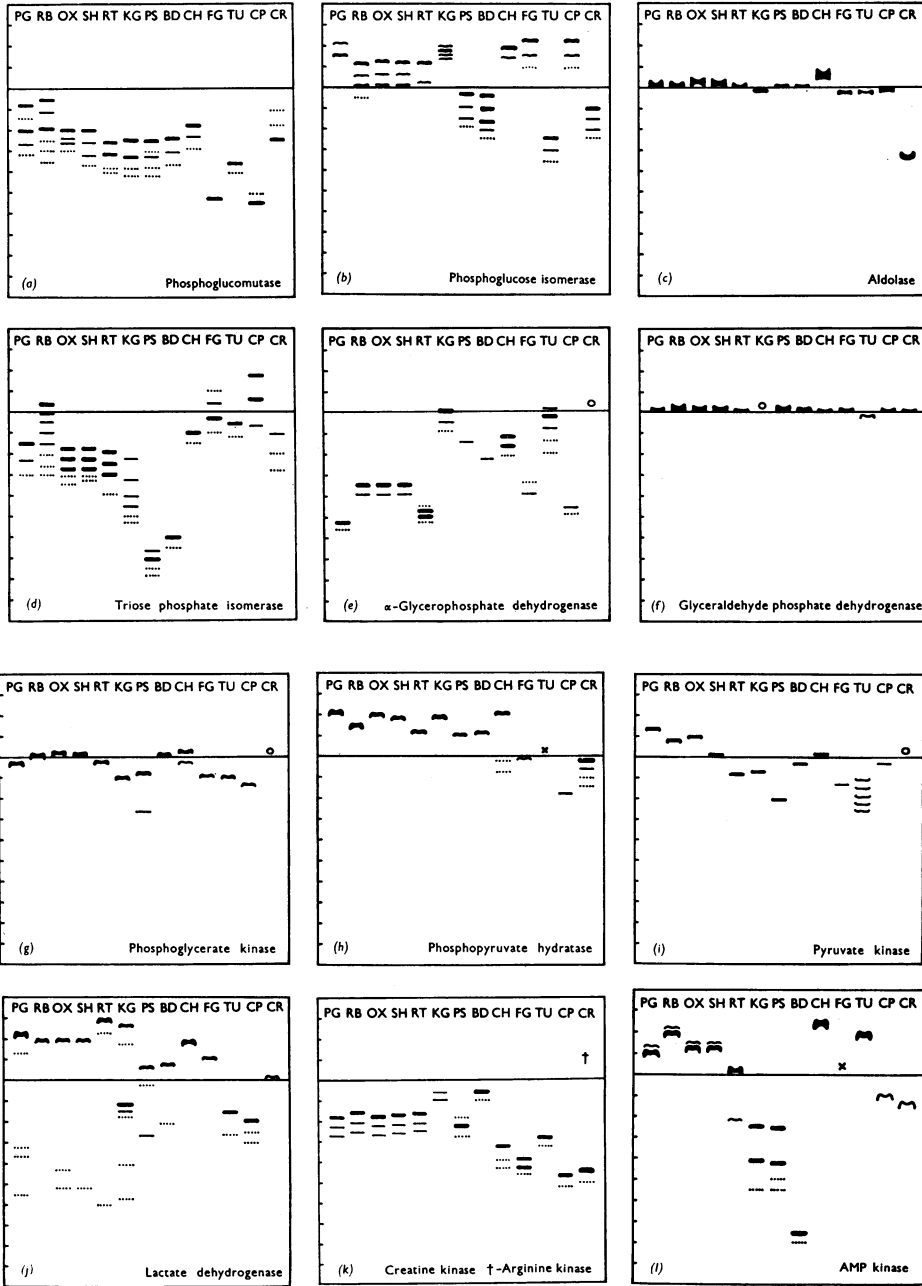 PG RB OX SH RT KG PS BD CH FG TU CP CR
(a) Phosphoglucomutase
PG RB OX SH RT KG PS BD CH FG TU CP CR
(b) Phosphoglucose isomerase
PG RB OX SH RT KG PS BD CH FG TU CP CR
(c) Aldolase
PG RB OX SH RT KG PS BD CH FG TU CP CR
(d) Triose phosphate isomerase
PG RB OX SH RT KG PS BD CH FG TU CP CR
o
(e) α-Glycerophosphate dehydrogenase
PG RB OX SH RT KG PS BD CH FG TU CP CR
o
(f) Glyceraldehyde phosphate dehydrogenase
PG RB OX SH RT KG PS BD CH FG TU CP CR
o
(g) Phosphoglycerate kinase
PG RB OX SH RT KG PS BD CH FG TU CP CR
x
(h) Phosphopyruvate hydratase
PG RB OX SH RT KG PS BD CH FG TU CP CR
o
(i) Pyruvate kinase
PG RB OX SH RT KG PS BD CH FG TU CP CR
(j) Lactate dehydrogenase
PG RB OX SH RT KG PS BD CH FG TU CP CR
†
(k) Creatine kinase †-Arginine kinase
PG RB OX SH RT KG PS BD CH FG TU CP CR
x
(l) AMP kinase